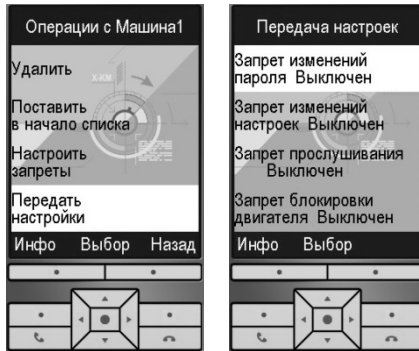 Операции с Машина1
Удалить
Поставить
в начало списка
Настроить
запреты
Передать
настройки
Инфо Выбор Назад
Передача настроек
Запрет изменений
пароля Выключен
Запрет изменений
настроек Выключен
Запрет прослушивания
Выключен
Запрет блокировки
двигателя Выключен
Инфо Выбор